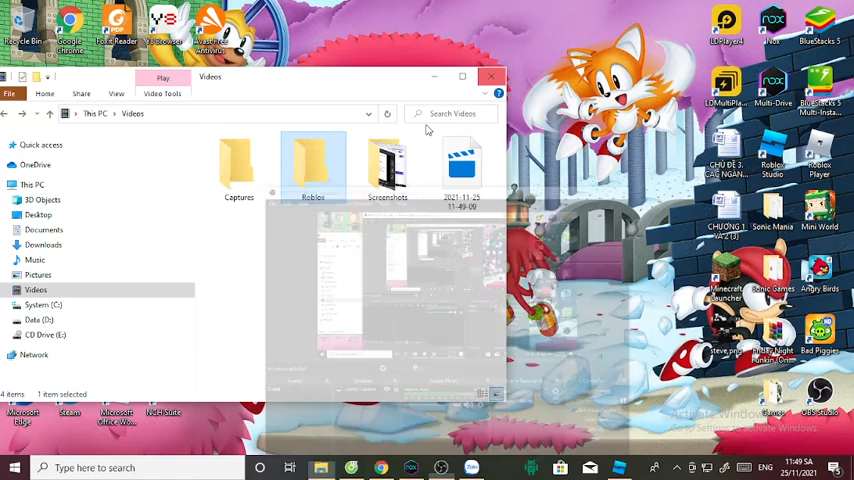 Recycle Bin
Google
Chrome
Foxit Reader
Browser
Avast Free
Antivirus
LDPlayer4
Nox
BlueStacks 5
Play
Videos
File
Home
Share
View
Video Tools
This PC
Videos
Search Videos
LDMultiPla...
Multi-Drive
BlueStacks 5
Multi-Insta...
Quick access
OneDrive
This PC
3D Objects
Desktop
Documents
Downloads
Music
Pictures
Videos
System (C:)
Data (D:)
CD Drive (E:)
Network
Captures
Roblox
Screenshots
2021-11-25
11-49-09
CHỦ ĐỀ 3.
CÁC NGÀN...
Roblox
Studio
Roblox
Player
CHƯƠNG 1
VÀ 2 (3)
Sonic Mania
Mini World
Minecraft
Launcher
Sonic Games
Angry Birds
steve.png
Friday Night
Funkin (On...
Bad Piggies
4 items
1 item selected
Microsoft
Edge
Steam
Microsoft
Office Wo...
NCH Suite
Games
OBS Studio
Activate Windows
Go to Settings to activate Windows.
Type here to search
ENG
11:49 SA
25/11/2021
5